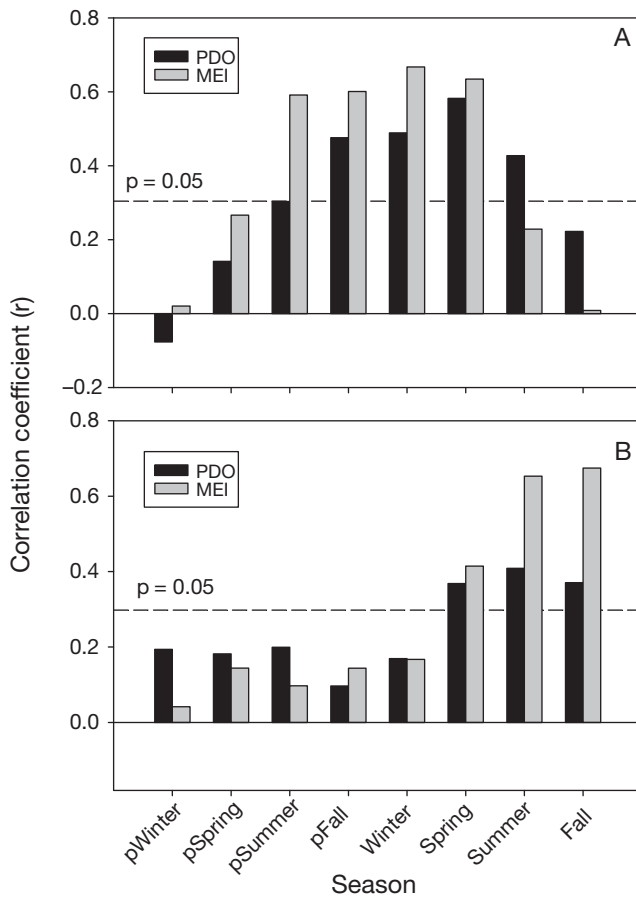 0.8
A
PDO
MEI
0.6
0.4
p = 0.05
0.2
0.0
–0.2
0.8
B
PDO
MEI
0.6
0.4
p = 0.05
0.2
0.0
Correlation coefficient (r)
pWinter
pSpring
pSummer
pFall
Winter
Spring
Summer
Fall
Season